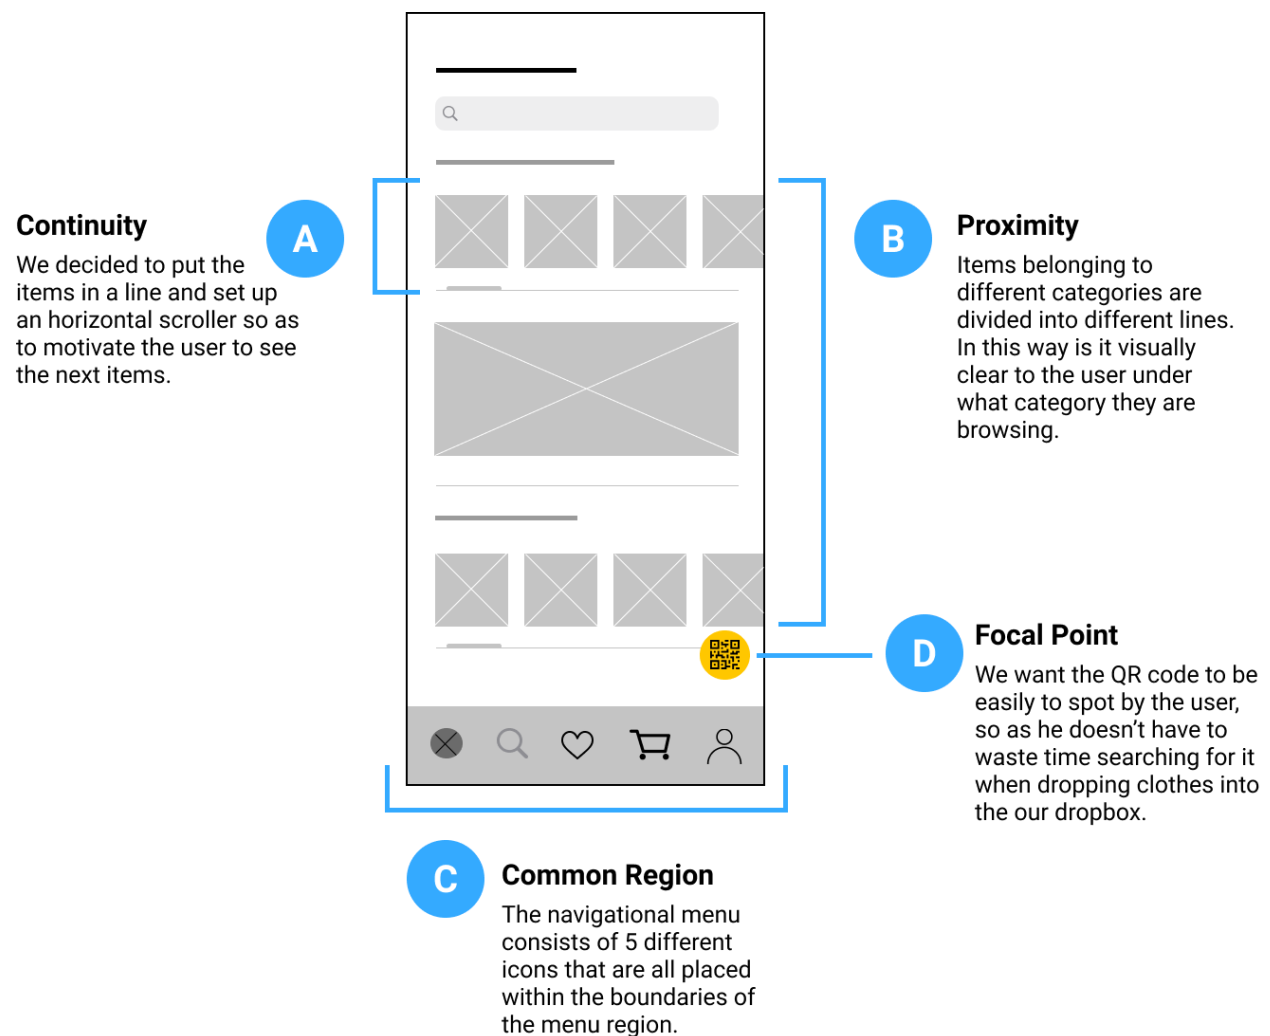 Continuity
A
We decided to put the
items in a line and set up
an horizontal scroller so as
to motivate the user to see
the next items.
B
Proximity
Items belonging to
different categories are
divided into different lines.
In this way is it visually
clear to the user under
what category they are
browsing.
D
Focal Point
We want the QR code to be
easily to spot by the user,
so as he doesn’t have to
waste time searching for it
when dropping clothes into
the our dropbox.
C
Common Region
The navigational menu
consists of 5 different
icons that are all placed
within the boundaries of
the menu region.